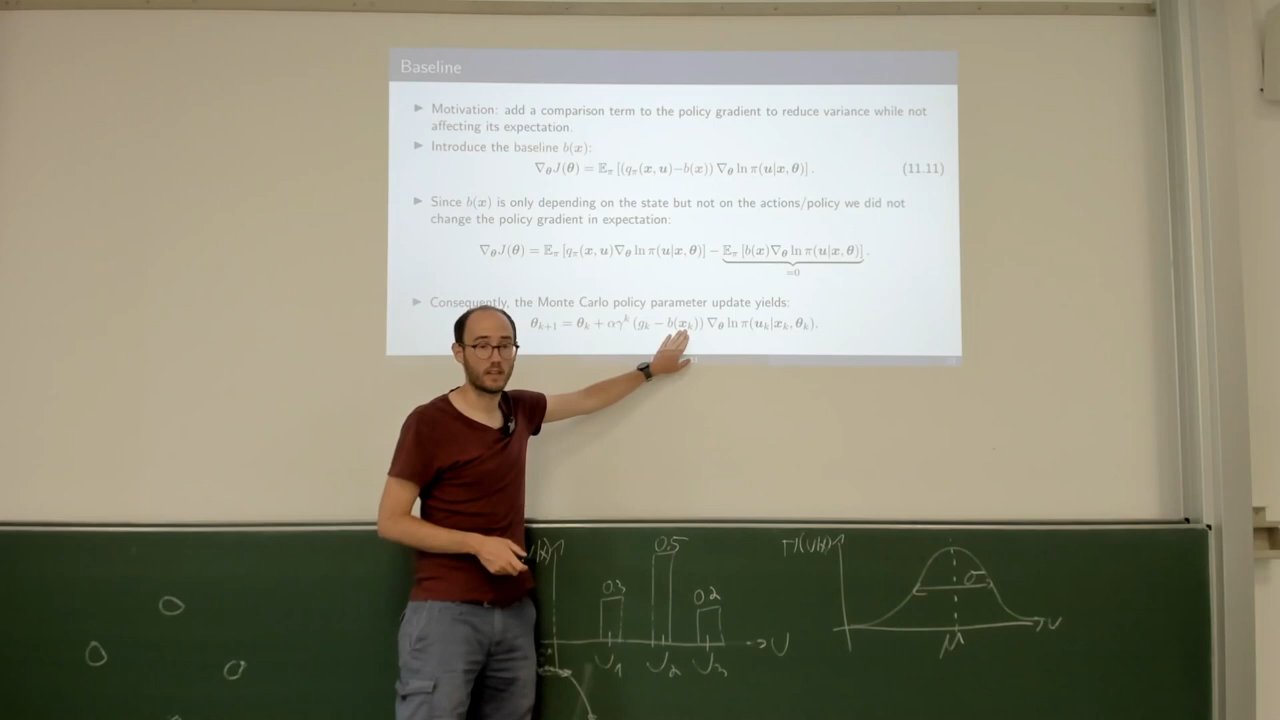 Baseline
Motivation: add a comparison term to the policy gradient to reduce variance while not
affecting its expectation.
Introduce the baseline b(x):
∇θJ(θ) = 𝔼π [(qπ(x, u)−b(x)) ∇θ ln π(u|x, θ)] . (11.11)
Since b(x) is only depending on the state but not on the actions/policy we did not
change the policy gradient in expectation:
∇θJ(θ) = 𝔼π [qπ(x, u)∇θ ln π(u|x, θ)] − 𝔼π [b(x)∇θ ln π(u|x, θ)] .
=0
Consequently, the Monte Carlo policy parameter update yields:
θk+1 = θk + αγ^k (gk − b(xk)) ∇θ ln π(uk|xk, θk).
0.3 0.5 0.2
U1 U2 U3 U
Π(U|x) σ
μ U